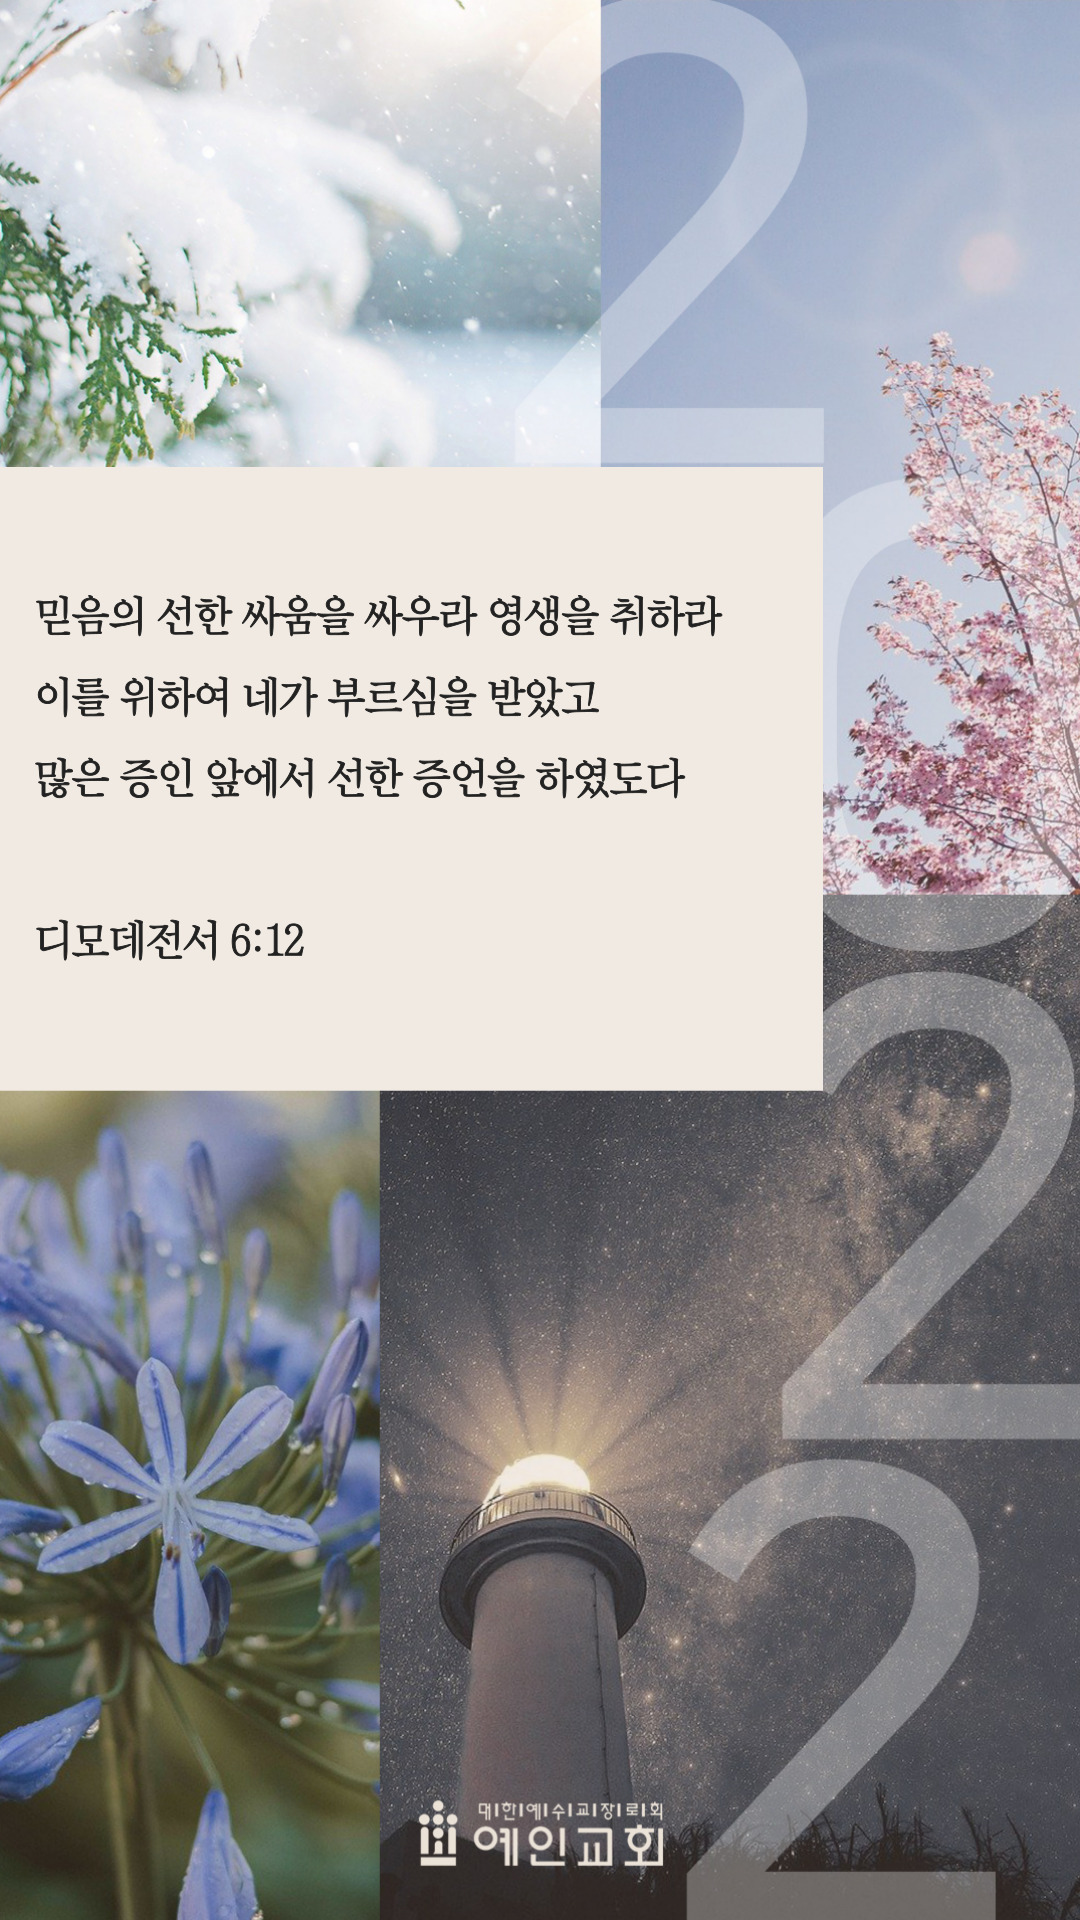 2
0
2
2
믿음의 선한 싸움을 싸우라 영생을 취하라
이를 위하여 네가 부르심을 받았고
많은 증인 앞에서 선한 증언을 하였도다
디모데전서 6:12
대한예수교장로회
예인교회